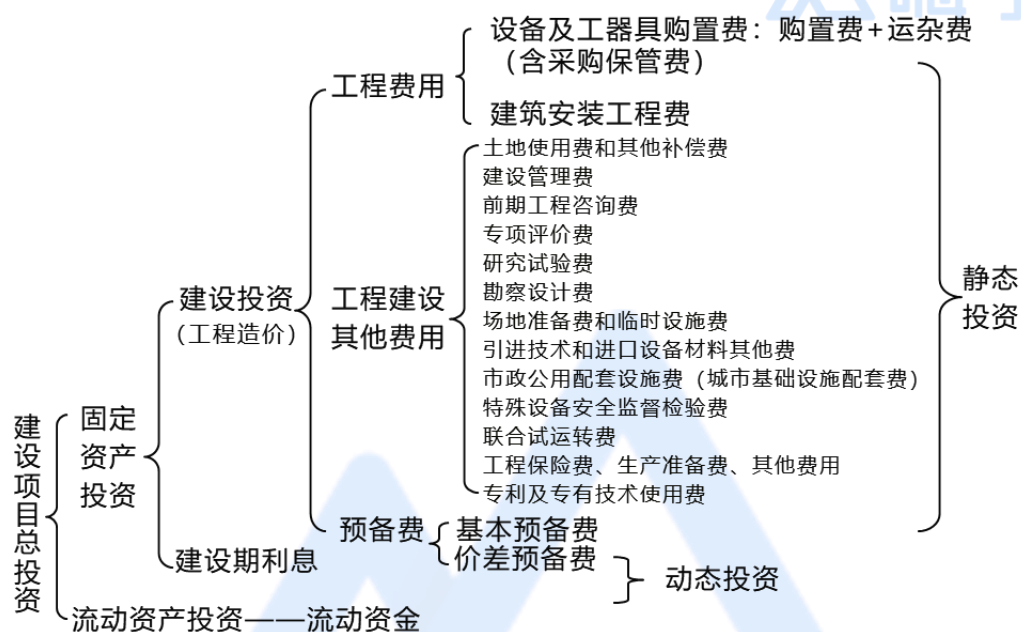 设备及工器具购置费：购置费+运杂费
（含采购保管费）
工程费用
建筑安装工程费
土地使用费和其他补偿费
建设管理费
前期工程咨询费
专项评价费
研究试验费
勘察设计费
场地准备费和临时设施费
引进技术和进口设备材料其他费
市政公用配套设施费（城市基础设施配套费）
特殊设备安全监督检验费
联合试运转费
工程保险费、生产准备费、其他费用
专利及专有技术使用费
工程建设
其他费用
建设投资
（工程造价）
静态
投资
固定
资产
投资
建设项目总投资
预备费
基本预备费
价差预备费
建设期利息
动态投资
流动资产投资——流动资金